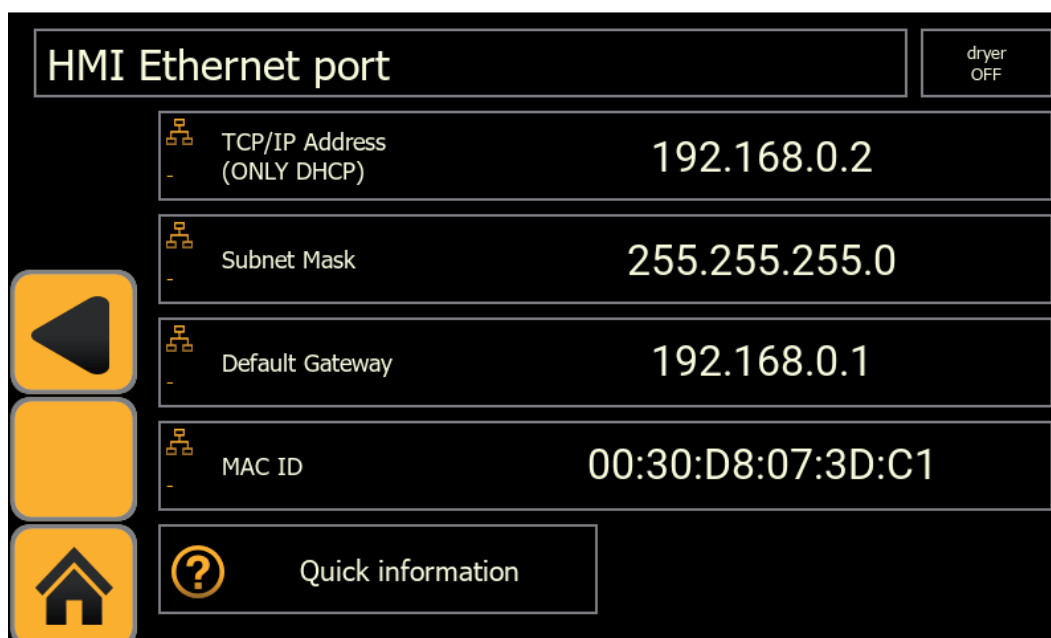 HMI Ethernet port
dryer
OFF
TCP/IP Address
(ONLY DHCP)
-
192.168.0.2
Subnet Mask
-
255.255.255.0
Default Gateway
-
192.168.0.1
MAC ID
-
00:30:D8:07:3D:C1
?
Quick information